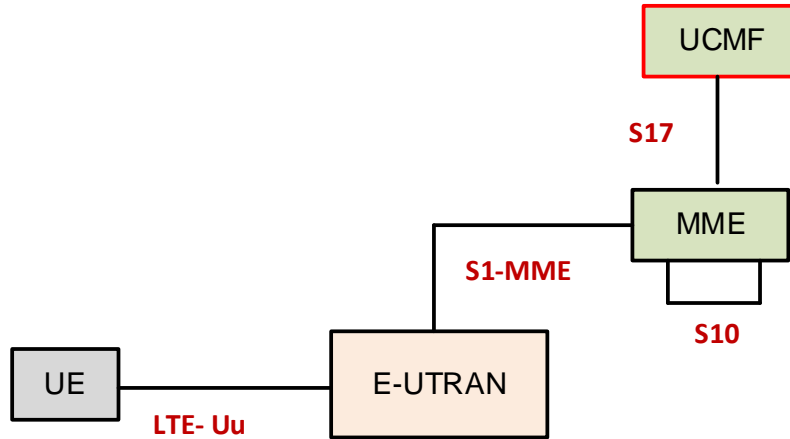 UCMF
S17
MME
S1-MME
S10
UE
E-UTRAN
LTE- Uu